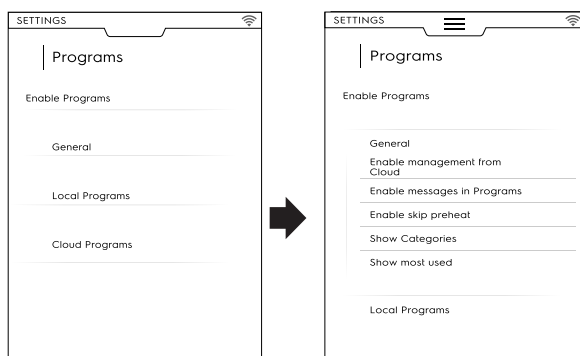 SETTINGS
Programs
Enable Programs
General
Local Programs
Cloud Programs
SETTINGS
Programs
Enable Programs
General
Enable management from
Cloud
Enable messages in Programs
Enable skip preheat
Show Categories
Show most used
Local Programs